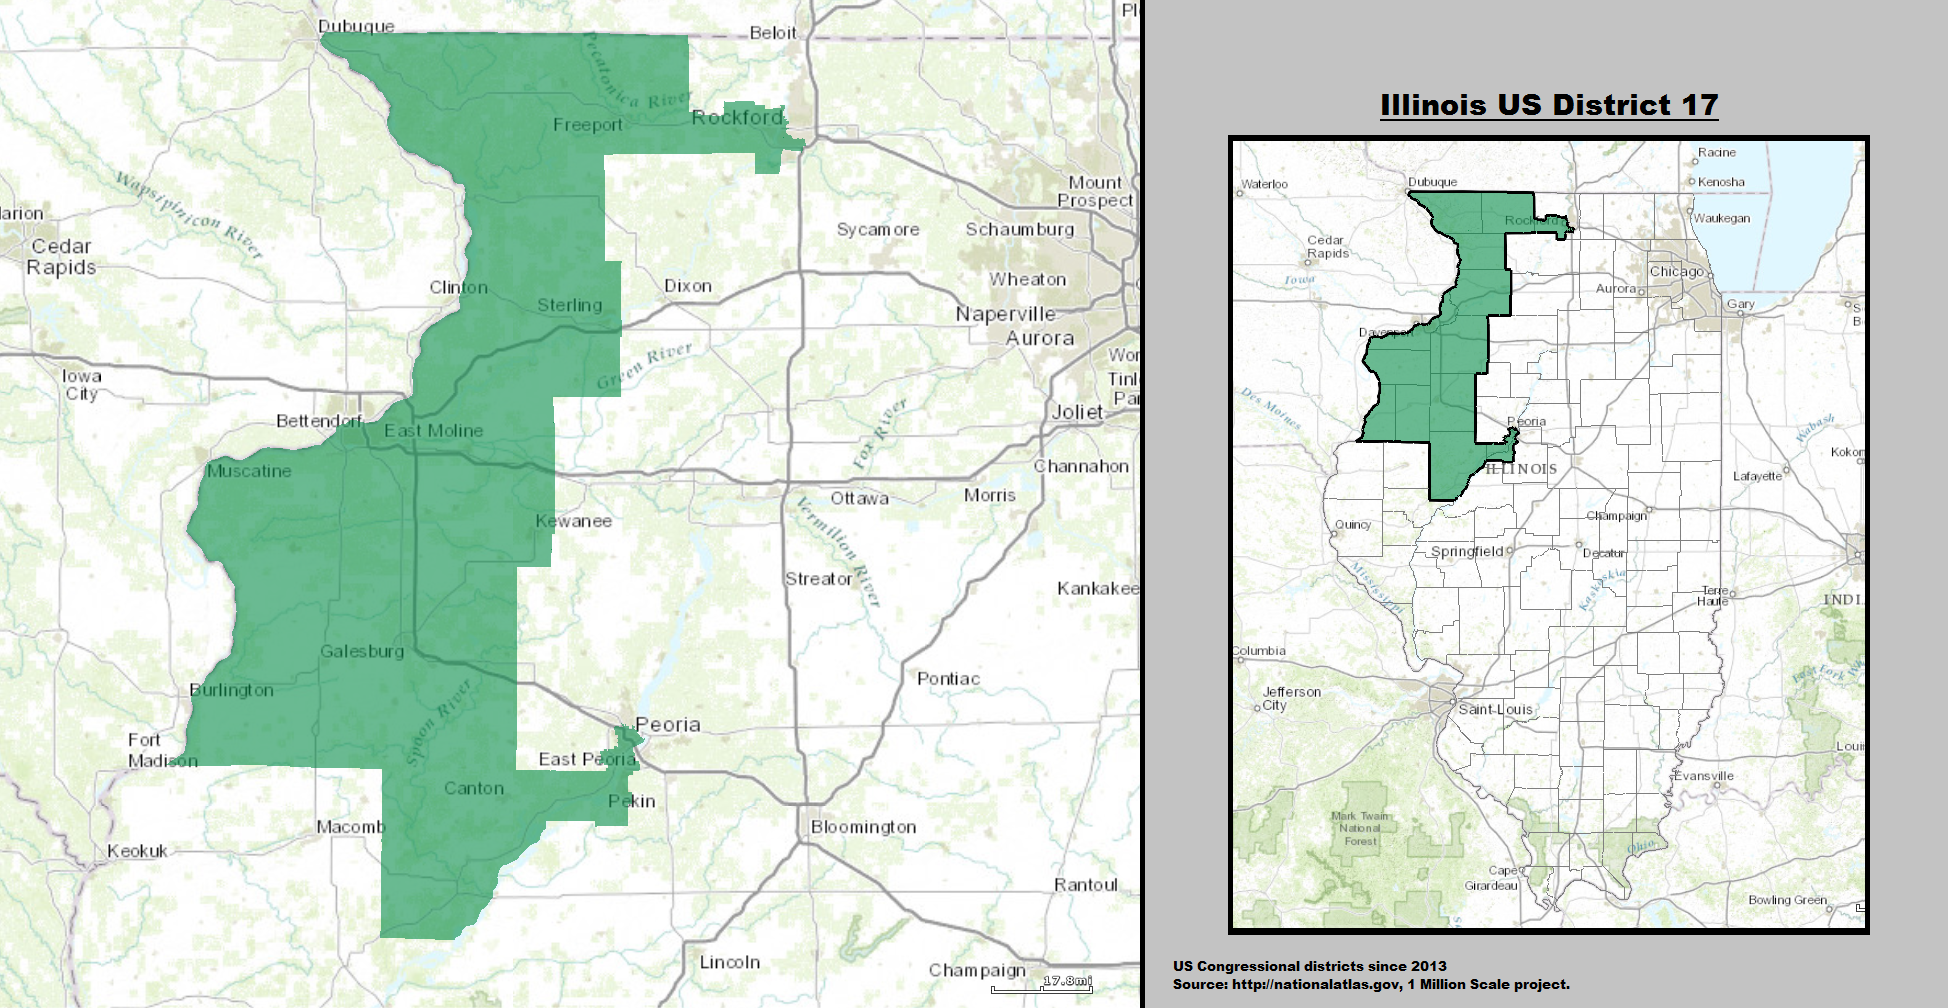 Dubuque
Beloit
Pl
Pecatonica River
Rockford
Freeport
Wapsipinicon River
Mount
Prospect
larion
Cedar
Rapids
Sycamore
Schaumburg
Clinton
Sterling
Dixon
Wheaton
Naperville
Aurora
Green River
Iowa
City
Wor
Tinl
Pa
Bettendorf
East Moline
Fox River
Joliet
Muscatine
Channahon
Ottawa
Morris
Vermilion River
Kewanee
Streator
Kankakee
Galesburg
Burlington
Spoon River
Pontiac
Peoria
Fort
Madison
East Peoria
Canton
Pekin
Macomb
Bloomington
Keokuk
Rantoul
Lincoln
Champaign
17.8mi
Illinois US District 17
Racine
Kenosha
Waterloo
Dubuque
Waukegan
Rockford
Cedar
Rapids
Iowa
Chicago
Aurora
Gary
S
B
Davenport
Des Moines
Peoria
Wabash
Kokon
ILLINOIS
Lafayette
Quincy
Champaign
Springfield
Decatur
Mississippi
Kaskaskia
Terre
Haute
INDI
Columbia
East Fork Wh
Jefferson
City
Saint Louis
Loui
Evansville
Mark Twain
National
Forest
Ohio
Cape
Girardeau
Bowling Green
US Congressional districts since 2013
Source: http://nationalatlas.gov, 1 Million Scale project.